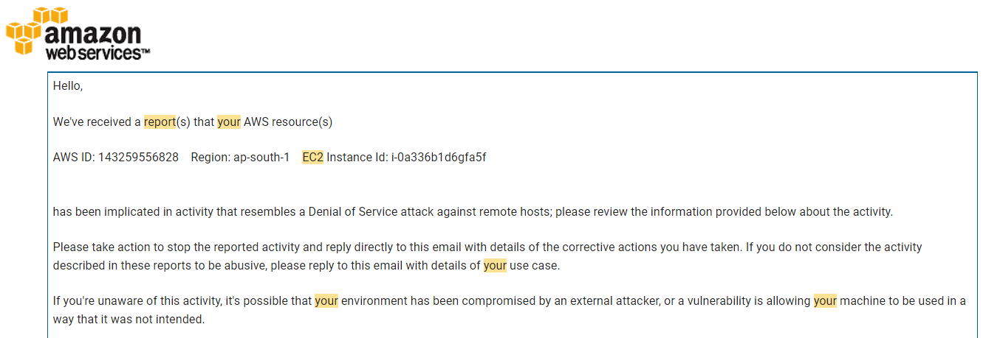 amazon
web services™
Hello,
We've received a report(s) that your AWS resource(s)
AWS ID: 143259556828    Region: ap-south-1    EC2 Instance Id: i-0a336b1d6gfa5f
has been implicated in activity that resembles a Denial of Service attack against remote hosts; please review the information provided below about the activity.
Please take action to stop the reported activity and reply directly to this email with details of the corrective actions you have taken. If you do not consider the activity
described in these reports to be abusive, please reply to this email with details of your use case.
If you're unaware of this activity, it's possible that your environment has been compromised by an external attacker, or a vulnerability is allowing your machine to be used in a
way that it was not intended.